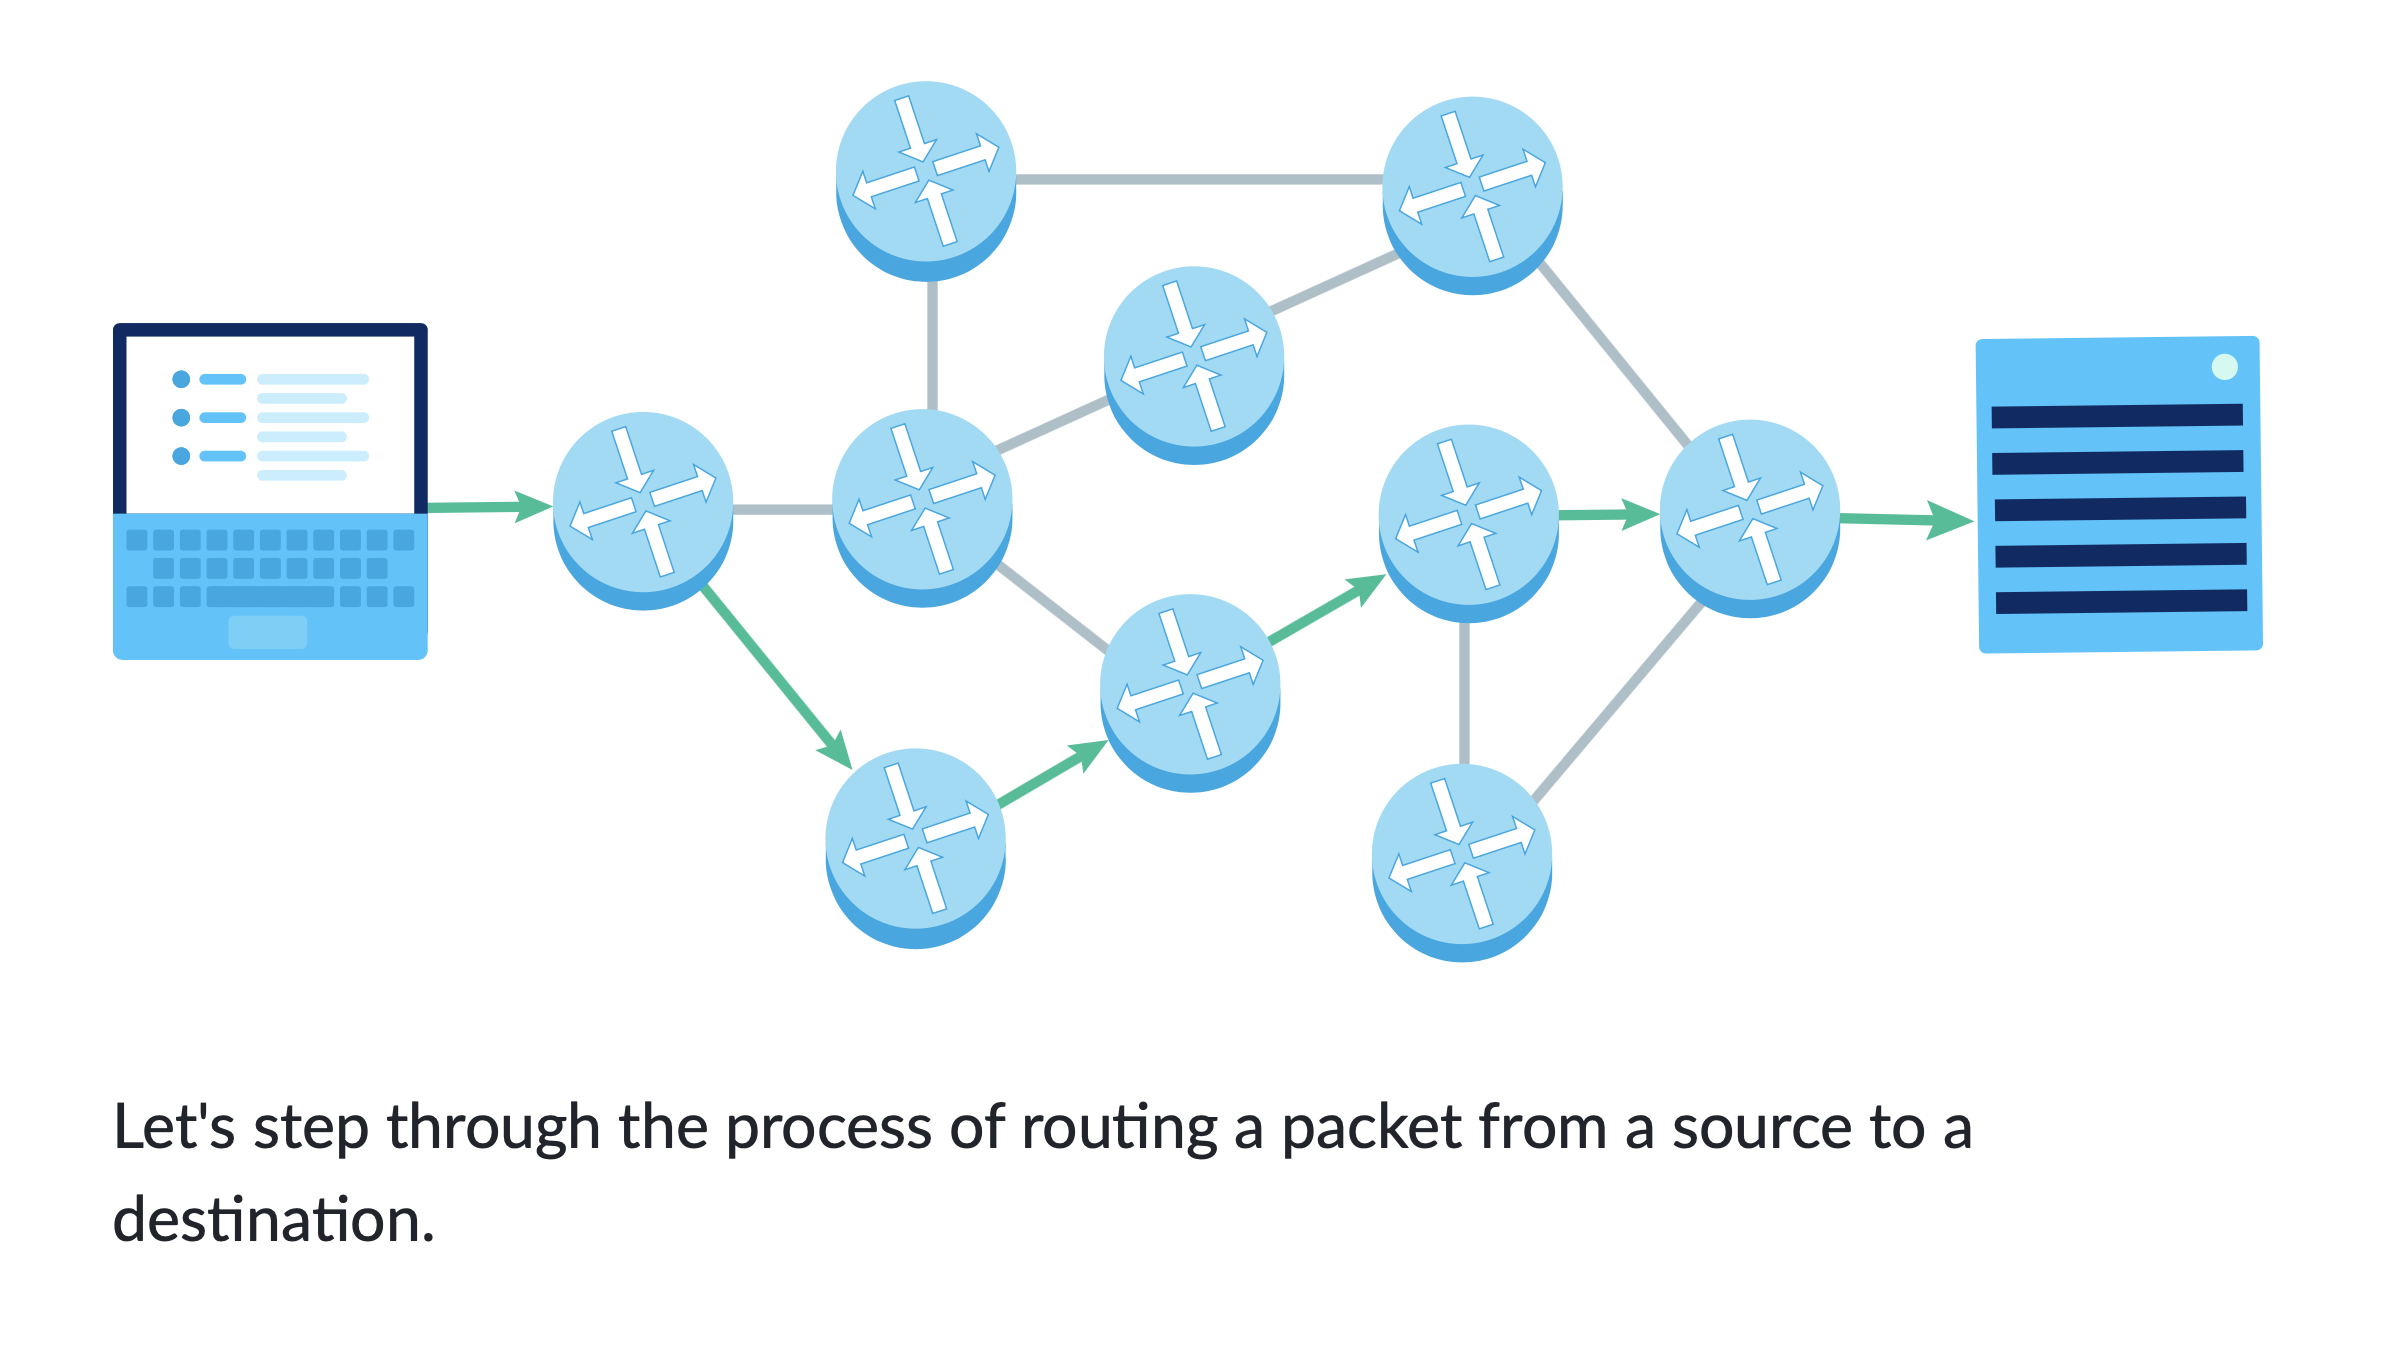 Let's step through the process of routing a packet from a source to a
destination.